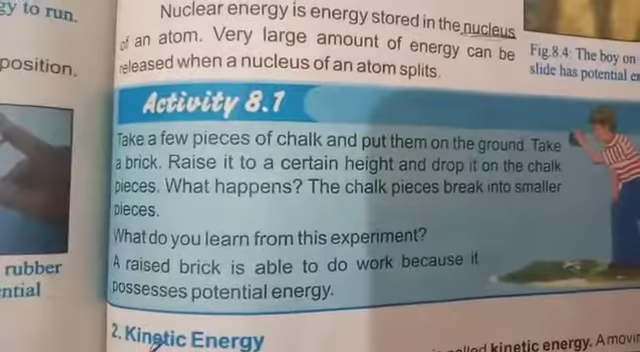 gy to run.
position.
rubber
ntial
Nuclear energy is energy stored in the nucleus
of an atom. Very large amount of energy can be
released when a nucleus of an atom splits.
Fig.8.4: The boy on
slide has potential en
Activity 8.1
Take a few pieces of chalk and put them on the ground. Take
a brick. Raise it to a certain height and drop it on the chalk
pieces. What happens? The chalk pieces break into smaller
pieces.
What do you learn from this experiment?
A raised brick is able to do work because it
possesses potential energy.
2. Kinetic Energy
called kinetic energy. A movin